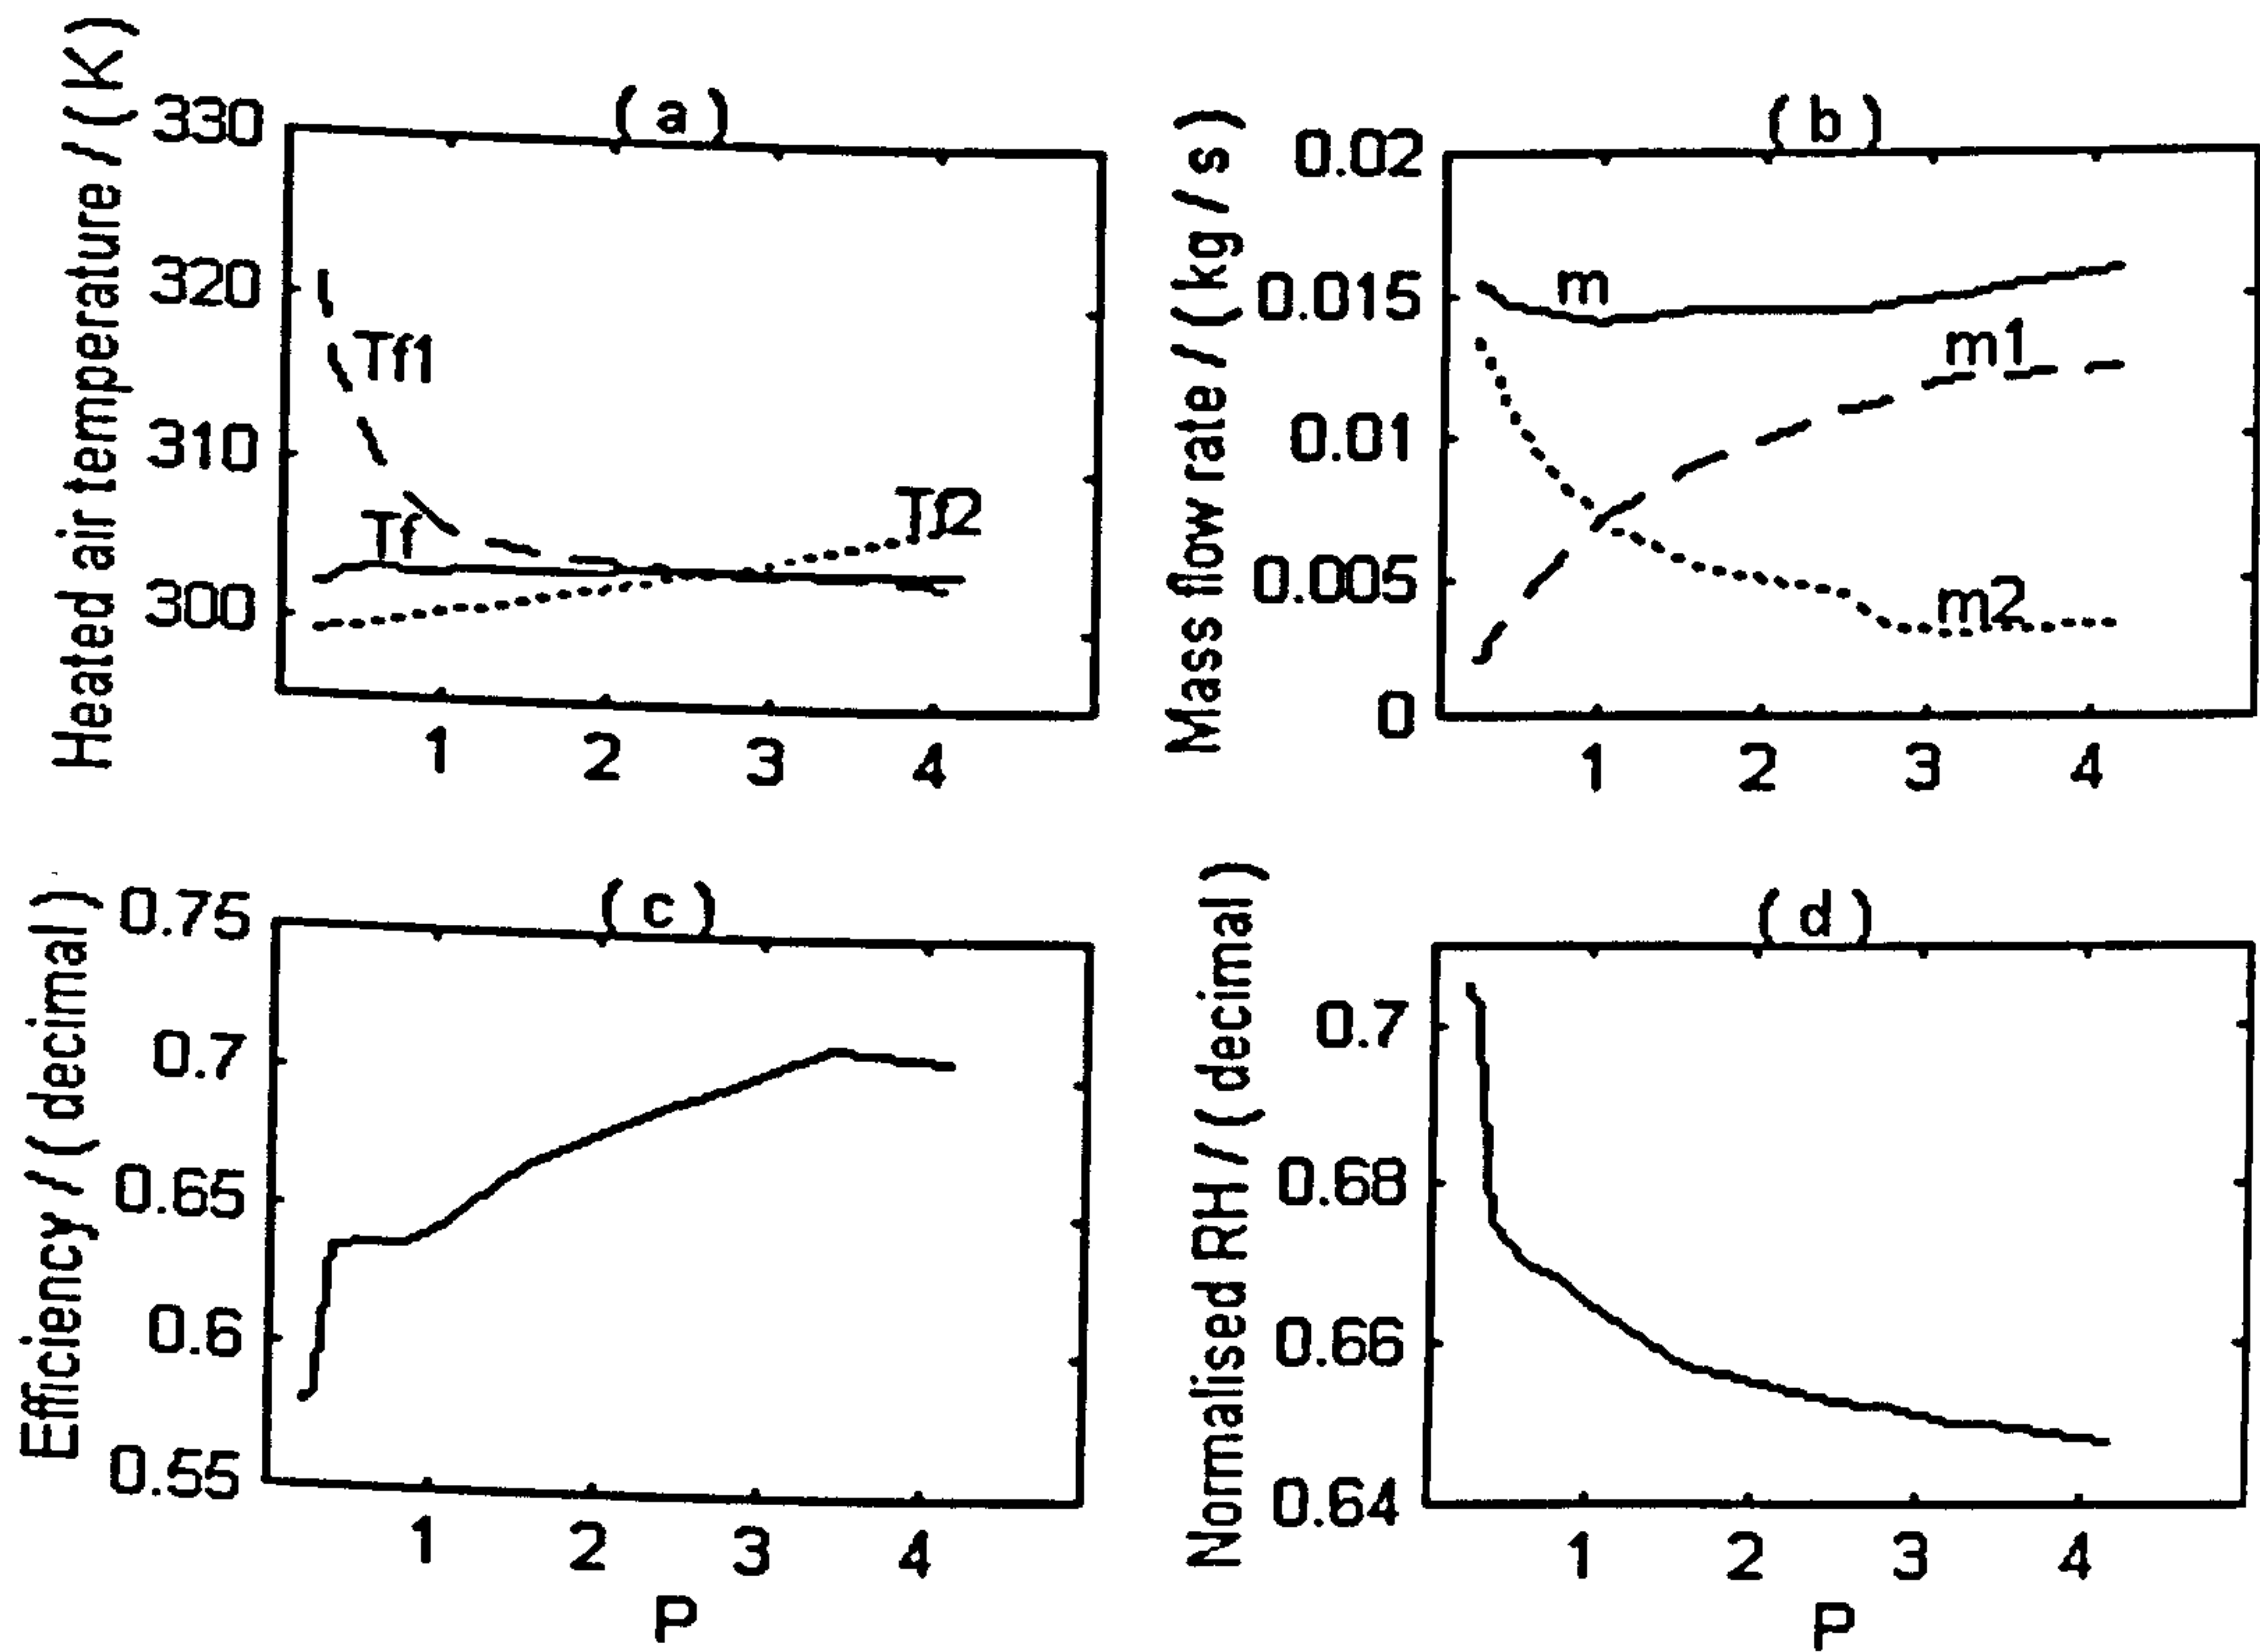 (a)
Heated air temperature / (K)
330
320
310
300
Tf1
Tf
Tf2
1 2 3 4
(b)
Mass flow rate / (kg / s)
0.02
0.015
0.01
0.005
0
m
m1
m2
1 2 3 4
(c)
Efficiency / (decimal)
0.75
0.7
0.65
0.6
0.55
1 2 3 4
P
(d)
Normalised RH / (decimal)
0.7
0.68
0.66
0.64
1 2 3 4
P